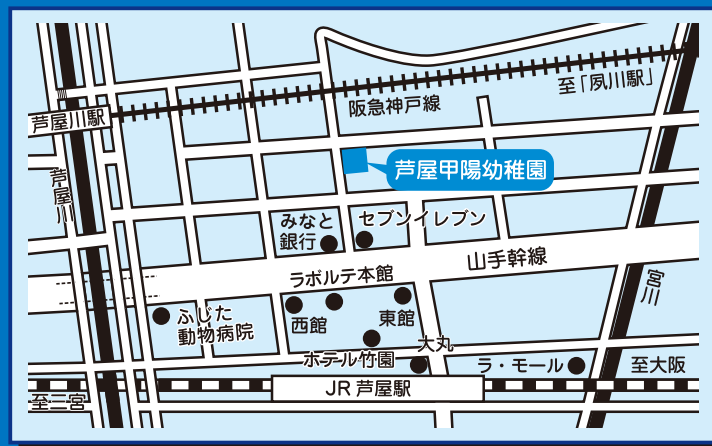 至「夙川駅」
阪急神戸線
芦屋川駅
芦屋甲陽幼稚園
芦屋川
みなと
銀行
セブンイレブン
山手幹線
ラポルテ本館
宮川
ふじた
動物病院
西館
東館
大丸
ホテル竹園
ラ・モール
至大阪
JR 芦屋駅
至三宮